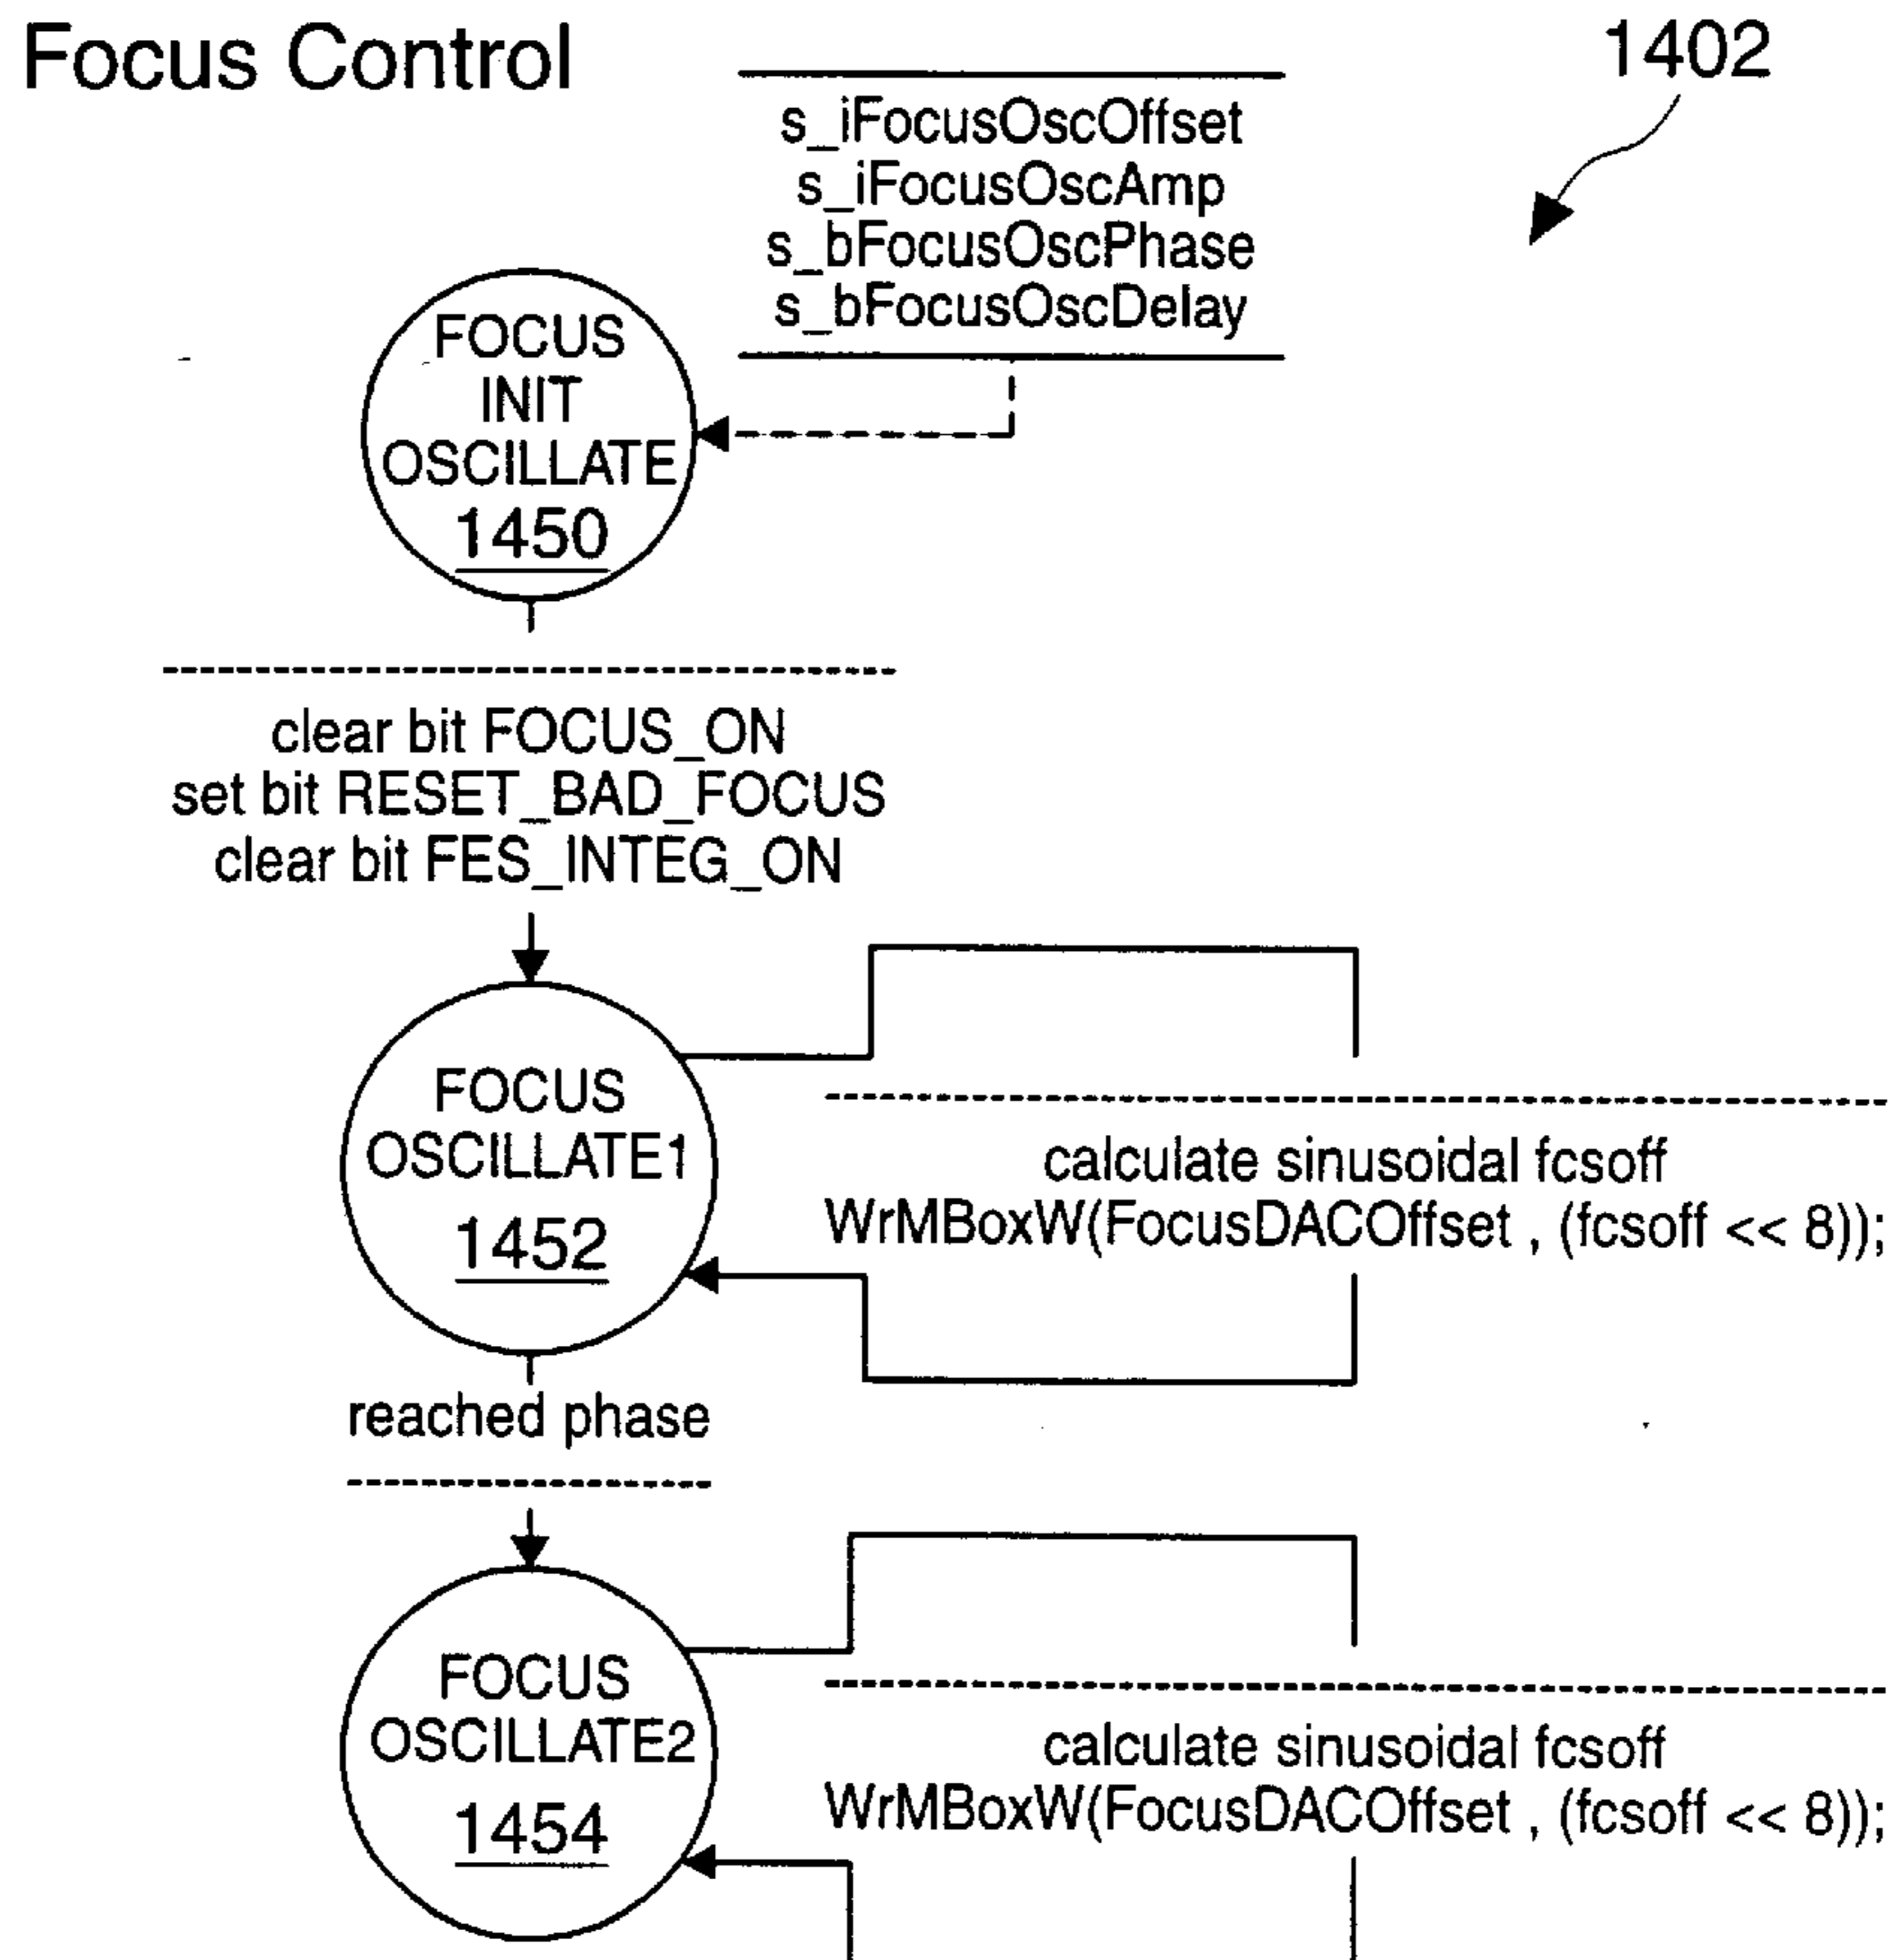 Focus Control
1402
s_iFocusOscOffset
s_iFocusOscAmp
s_bFocusOscPhase
s_bFocusOscDelay
FOCUS
INIT
OSCILLATE
1450
clear bit FOCUS_ON
set bit RESET_BAD_FOCUS
clear bit FES_INTEG_ON
FOCUS
OSCILLATE1
1452
calculate sinusoidal fcsoff
WrMBoxW(FocusDACOffset , (fcsoff << 8));
reached phase
FOCUS
OSCILLATE2
1454
calculate sinusoidal fcsoff
WrMBoxW(FocusDACOffset , (fcsoff << 8));